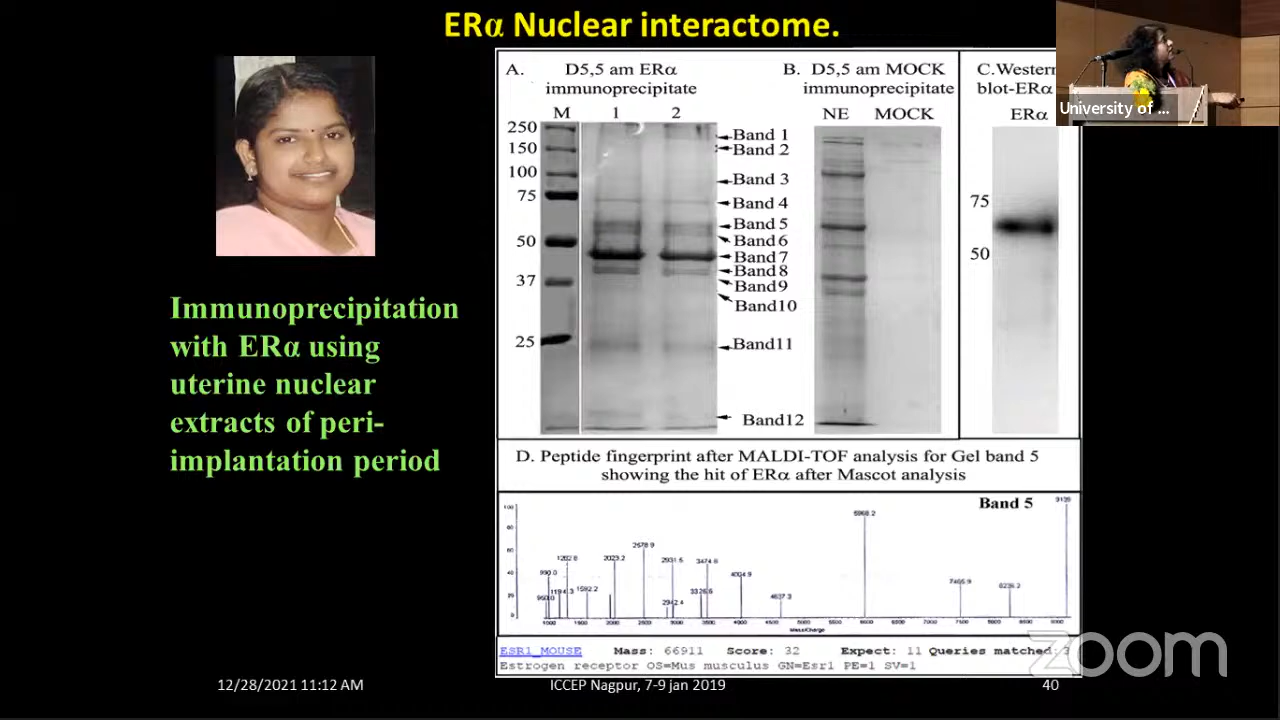 ERα Nuclear interactome.
University of ...
Immunoprecipitation
with ERα using
uterine nuclear
extracts of peri-
implantation period
A. D5,5 am ERα
immunoprecipitate
M 1 2
250
150
100
75
50
37
25
Band 1
Band 2
Band 3
Band 4
Band 5
Band 6
Band 7
Band 8
Band9
Band10
Band11
Band12
B. D5,5 am MOCK
immunoprecipitate
NE MOCK
C.Western
blot-ERα
ERα
75
50
D. Peptide fingerprint after MALDI-TOF analysis for Gel band 5
showing the hit of ERα after Mascot analysis
Band 5
ESR1_MOUSE Mass: 66911 Score: 32 Expect: 11 Queries matched: 3
Estrogen receptor OS=Mus musculus GN=Esr1 PE=1 SV=1
zoom
12/28/2021 11:12 AM ICCEP Nagpur, 7-9 jan 2019 40